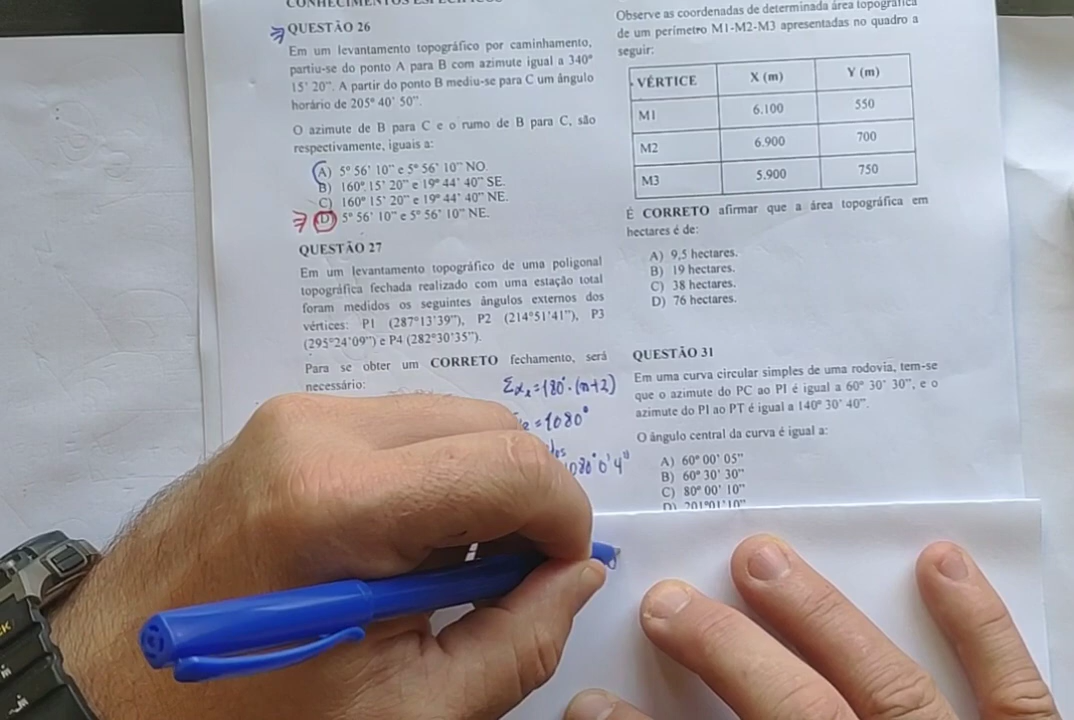 QUESTÃO 26
Em um levantamento topográfico por caminhamento,
partiu-se do ponto A para B com azimute igual a 340°
15' 20". A partir do ponto B mediu-se para C um ângulo
horário de 205° 40' 50".
O azimute de B para C e o rumo de B para C, são
respectivamente, iguais a:
A) 5° 56' 10" e 5° 56' 10" NO.
B) 160° 15' 20" e 19° 44' 40" SE.
C) 160° 15' 20" e 19° 44' 40" NE.
D) 5° 56' 10" e 5° 56' 10" NE.
QUESTÃO 27
Em um levantamento topográfico de uma poligonal
topográfica fechada realizado com uma estação total
foram medidos os seguintes ângulos externos dos
vértices: P1 (287°13'39"), P2 (214°51'41"), P3
(295°24'09") e P4 (282°30'35").
Para se obter um CORRETO fechamento, será
necessário:
Σαe=180°·(n+2)
=1080°
1080°0'4"
Observe as coordenadas de determinada área topográfica
de um perímetro M1-M2-M3 apresentadas no quadro a
seguir:
VÉRTICE X (m) Y (m)
M1 6.100 550
M2 6.900 700
M3 5.900 750
É CORRETO afirmar que a área topográfica em
hectares é de:
A) 9,5 hectares.
B) 19 hectares.
C) 38 hectares.
D) 76 hectares.
QUESTÃO 31
Em uma curva circular simples de uma rodovia, tem-se
que o azimute do PC ao PI é igual a 60° 30' 30", e o
azimute do PI ao PT é igual a 140° 30' 40".
O ângulo central da curva é igual a:
A) 60° 00' 05"
B) 60° 30' 30"
C) 80° 00' 10"
D) 201°01'10"